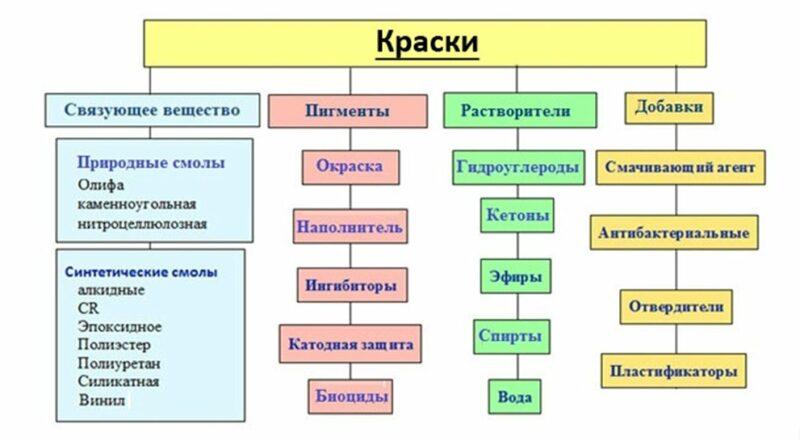 Краски
Связующее вещество
Природные смолы
Олифа
каменноугольная
нитроцеллюлозная
Синтетические смолы
алкидные
CR
Эпоксидное
Полиэстер
Полиуретан
Силикатная
Винил
Пигменты
Окраска
Наполнитель
Ингибиторы
Катодная защита
Биоциды
Растворители
Гидроуглероды
Кетоны
Эфиры
Спирты
Вода
Добавки
Смачивающий агент
Антибактериальные
Отвердители
Пластификаторы